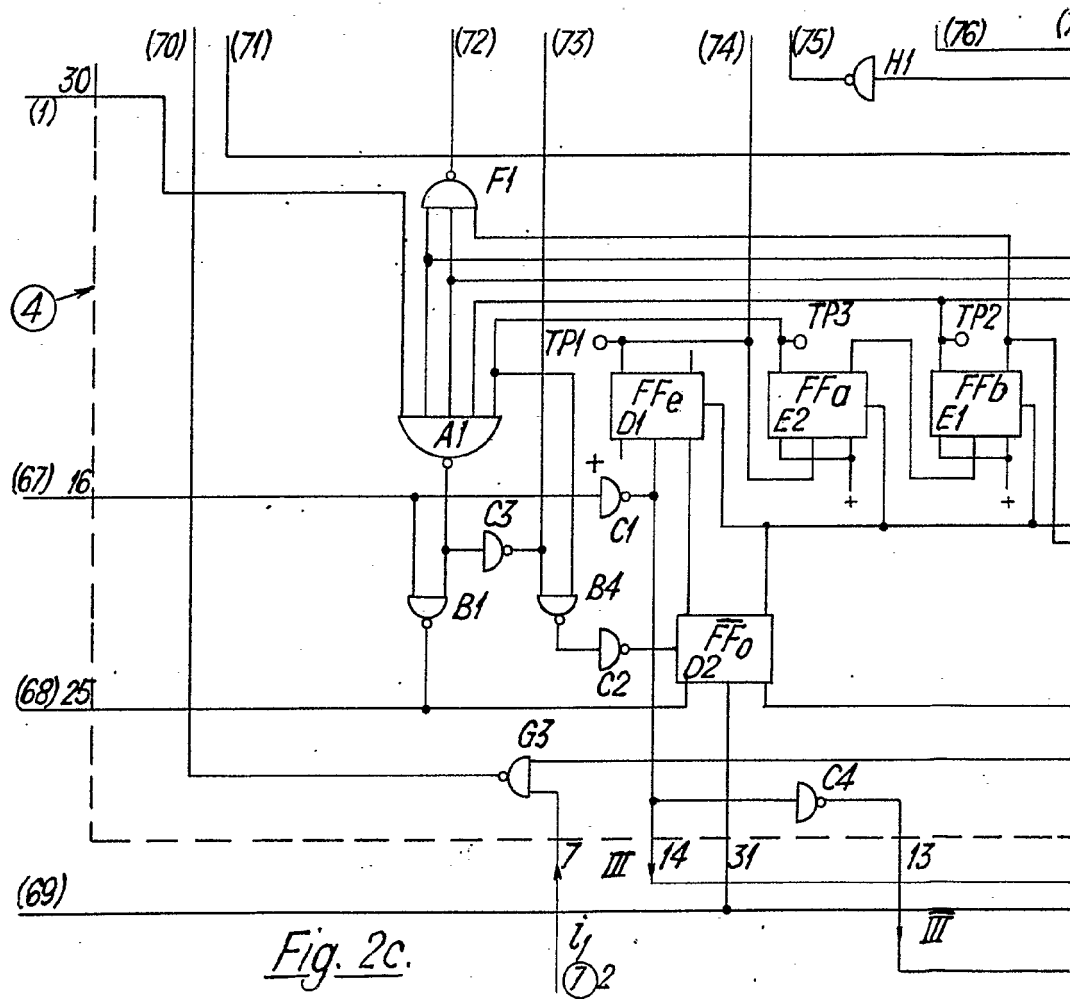 (70) (71) (72) (73) (74) (75) (76)
H1
30
(1)
F1
4
TP1 TP3 TP2
FFe FFa FFb
D1 E2 E1
A1
(67) 16
+
C1
+ +
C3
B1 B4
FF̅o
D2
C2
(68) 25
G3
C4
7 III 14 31 13
(69)
I̅I̅I̅
i1
7 2
Fig. 2c.